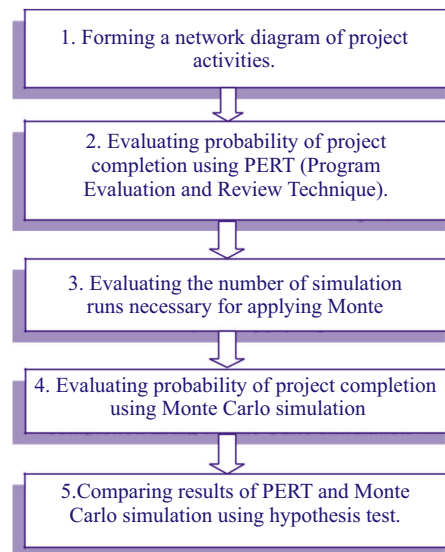 1. Forming a network diagram of project
activities.
2. Evaluating probability of project
completion using PERT (Program
Evaluation and Review Technique).
3. Evaluating the number of simulation
runs necessary for applying Monte
4. Evaluating probability of project completion
using Monte Carlo simulation
5.Comparing results of PERT and Monte
Carlo simulation using hypothesis test.